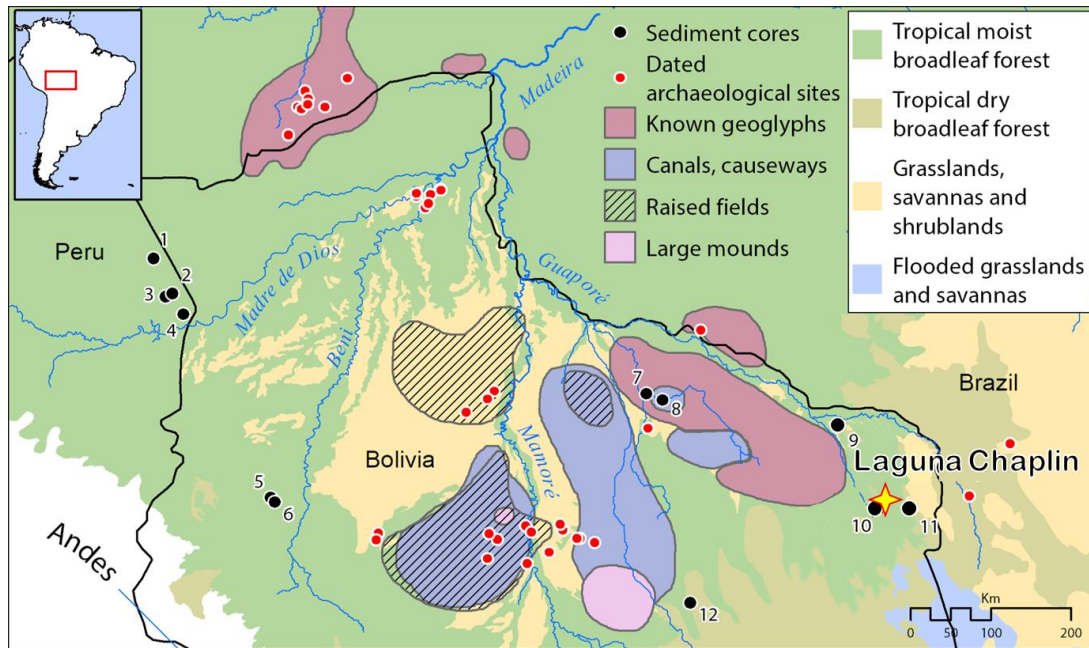 Sediment cores
Dated
archaeological sites
Known geoglyphs
Canals, causeways
Raised fields
Large mounds
Tropical moist
broadleaf forest
Tropical dry
broadleaf forest
Grasslands,
savannas and
shrublands
Flooded grasslands
and savannas
Madeira
Peru
1
2
3
4
Madre de Dios
Beni
Guaporé
Mamoré
7
8
Brazil
9
Bolivia
Laguna Chaplin
5
6
10
11
Andes
12
Km
0 50 100 200